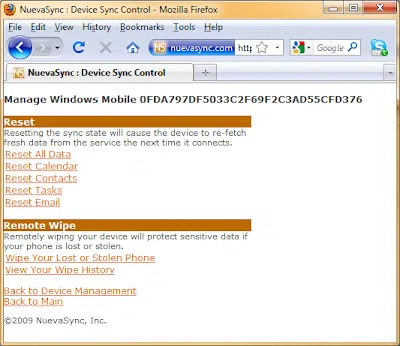 NuevaSync : Device Sync Control - Mozilla Firefox
File Edit View History Bookmarks Tools Help
NS nuevasync.com http Google
NS NuevaSync : Device Sync Control
Manage Windows Mobile 0FDA797DF5033C2F69F2C3AD55CFD376
Reset
Resetting the sync state will cause the device to re-fetch
fresh data from the service the next time it connects.
Reset All Data
Reset Calendar
Reset Contacts
Reset Tasks
Reset Email
Remote Wipe
Remotely wiping your device will protect sensitive data if
your phone is lost or stolen.
Wipe Your Lost or Stolen Phone
View Your Wipe History
Back to Device Management
Back to Main
©2009 NuevaSync, Inc.